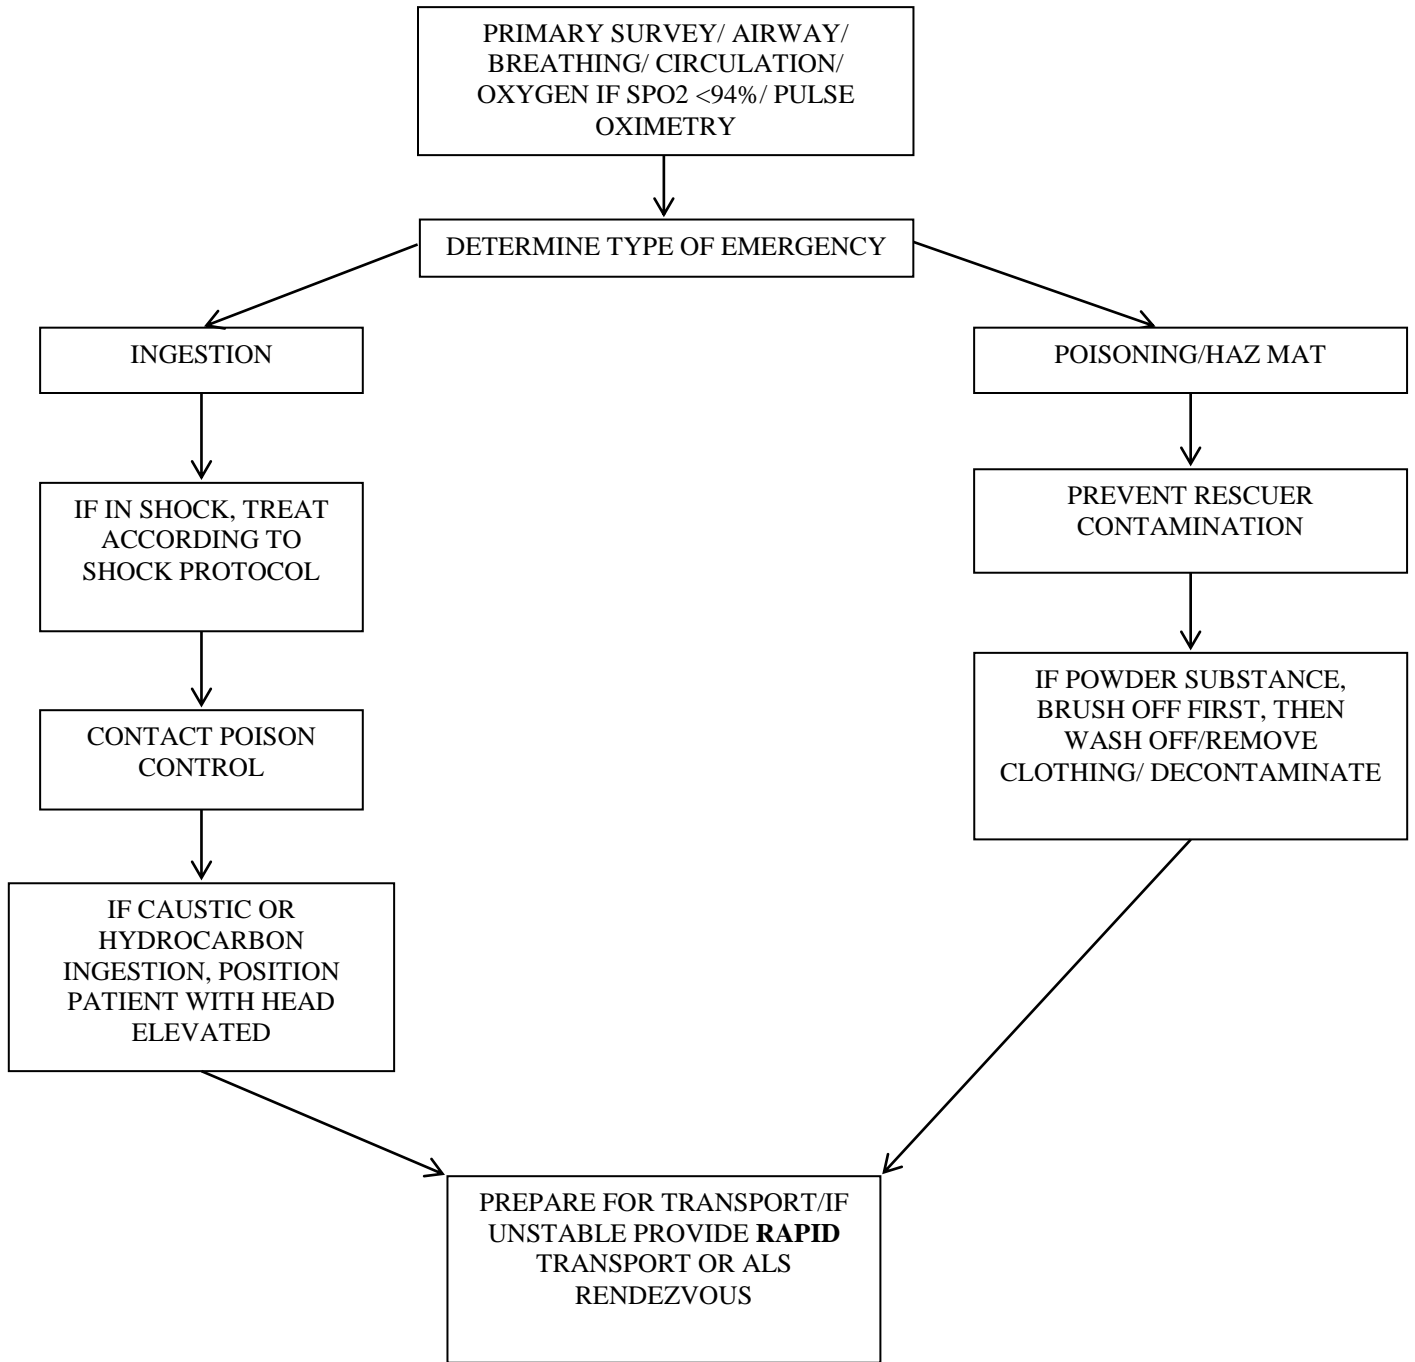 PRIMARY SURVEY/ AIRWAY/
BREATHING/ CIRCULATION/
OXYGEN IF SPO2 <94%/ PULSE
OXIMETRY
DETERMINE TYPE OF EMERGENCY
INGESTION
IF IN SHOCK, TREAT
ACCORDING TO
SHOCK PROTOCOL
CONTACT POISON
CONTROL
IF CAUSTIC OR
HYDROCARBON
INGESTION, POSITION
PATIENT WITH HEAD
ELEVATED
POISONING/HAZ MAT
PREVENT RESCUER
CONTAMINATION
IF POWDER SUBSTANCE,
BRUSH OFF FIRST, THEN
WASH OFF/REMOVE
CLOTHING/ DECONTAMINATE
PREPARE FOR TRANSPORT/IF
UNSTABLE PROVIDE RAPID
TRANSPORT OR ALS
RENDEZVOUS